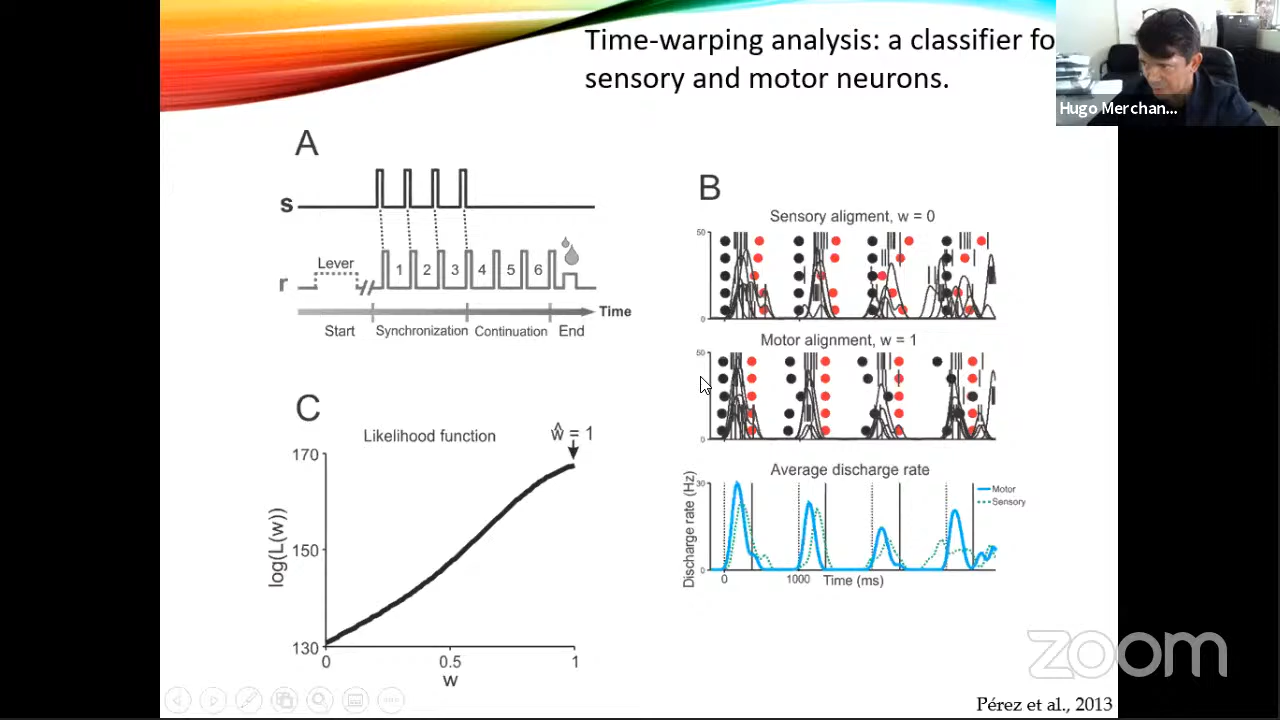 Time-warping analysis: a classifier fo
sensory and motor neurons.
Hugo Merchan...
A
s
r
Lever
1 2 3 4 5 6
Time
Start Synchronization Continuation End
B
Sensory aligment, w = 0
50
0
Motor alignment, w = 1
50
0
Average discharge rate
30
Discharge rate (Hz)
Motor
Sensory
0
0 1000 Time (ms)
C
Likelihood function
ŵ = 1
170
log(L(w))
150
130
0 0.5 1
w
zoom
Pérez et al., 2013